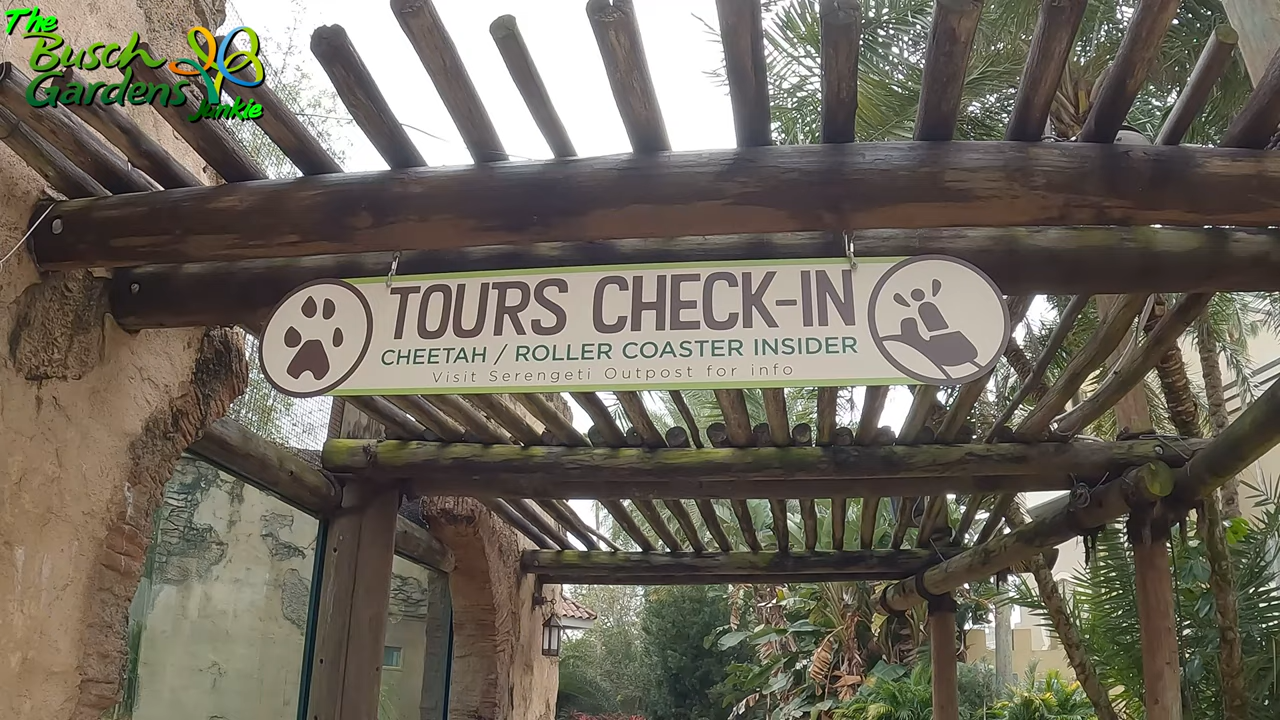 The
Busch
Gardens
Junkie
TOURS CHECK-IN
CHEETAH / ROLLER COASTER INSIDER
Visit Serengeti Outpost for info